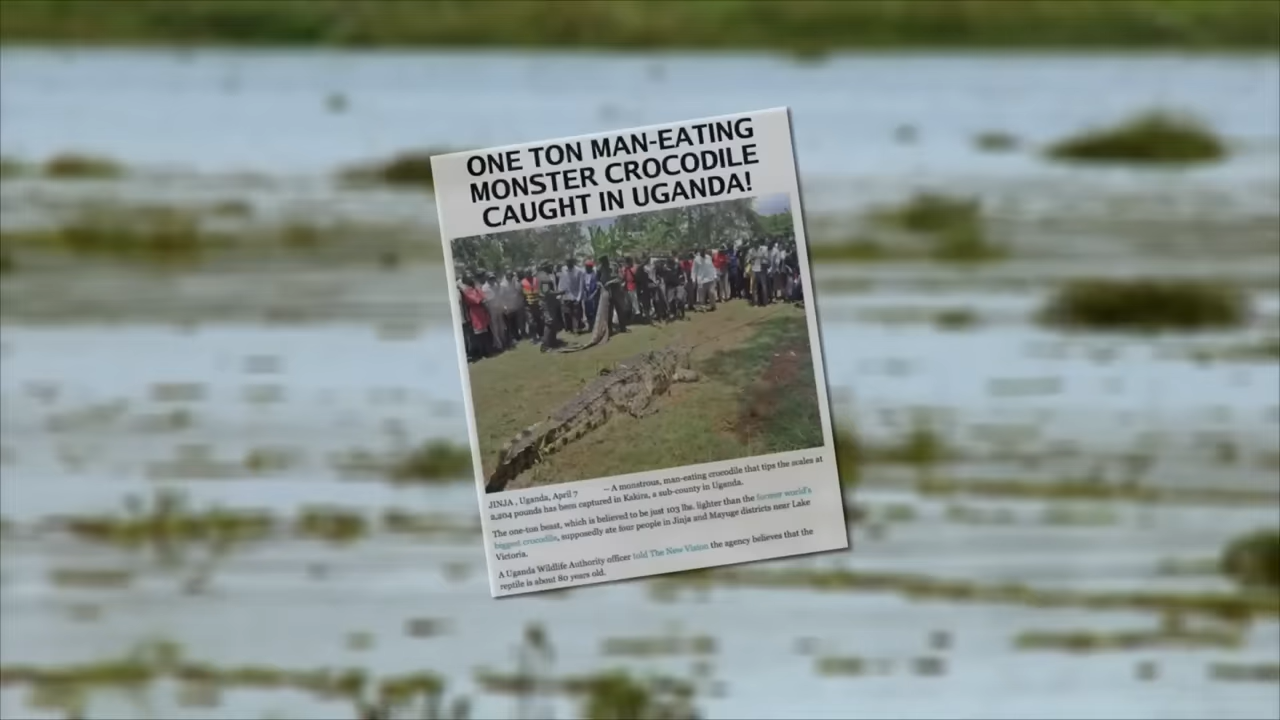 ONE TON MAN-EATING
MONSTER CROCODILE
CAUGHT IN UGANDA!
JINJA , Uganda, April 7 – A monstrous, man-eating crocodile that tips the scales at
2,204 pounds has been captured in Kakira, a sub-county in Uganda.
The one-ton beast, which is believed to be just 103 lbs. lighter than the former world's
biggest crocodile, supposedly ate four people in Jinja and Mayuge districts near Lake
Victoria.
A Uganda Wildlife Authority officer told The New Vision the agency believes that the
reptile is about 80 years old.